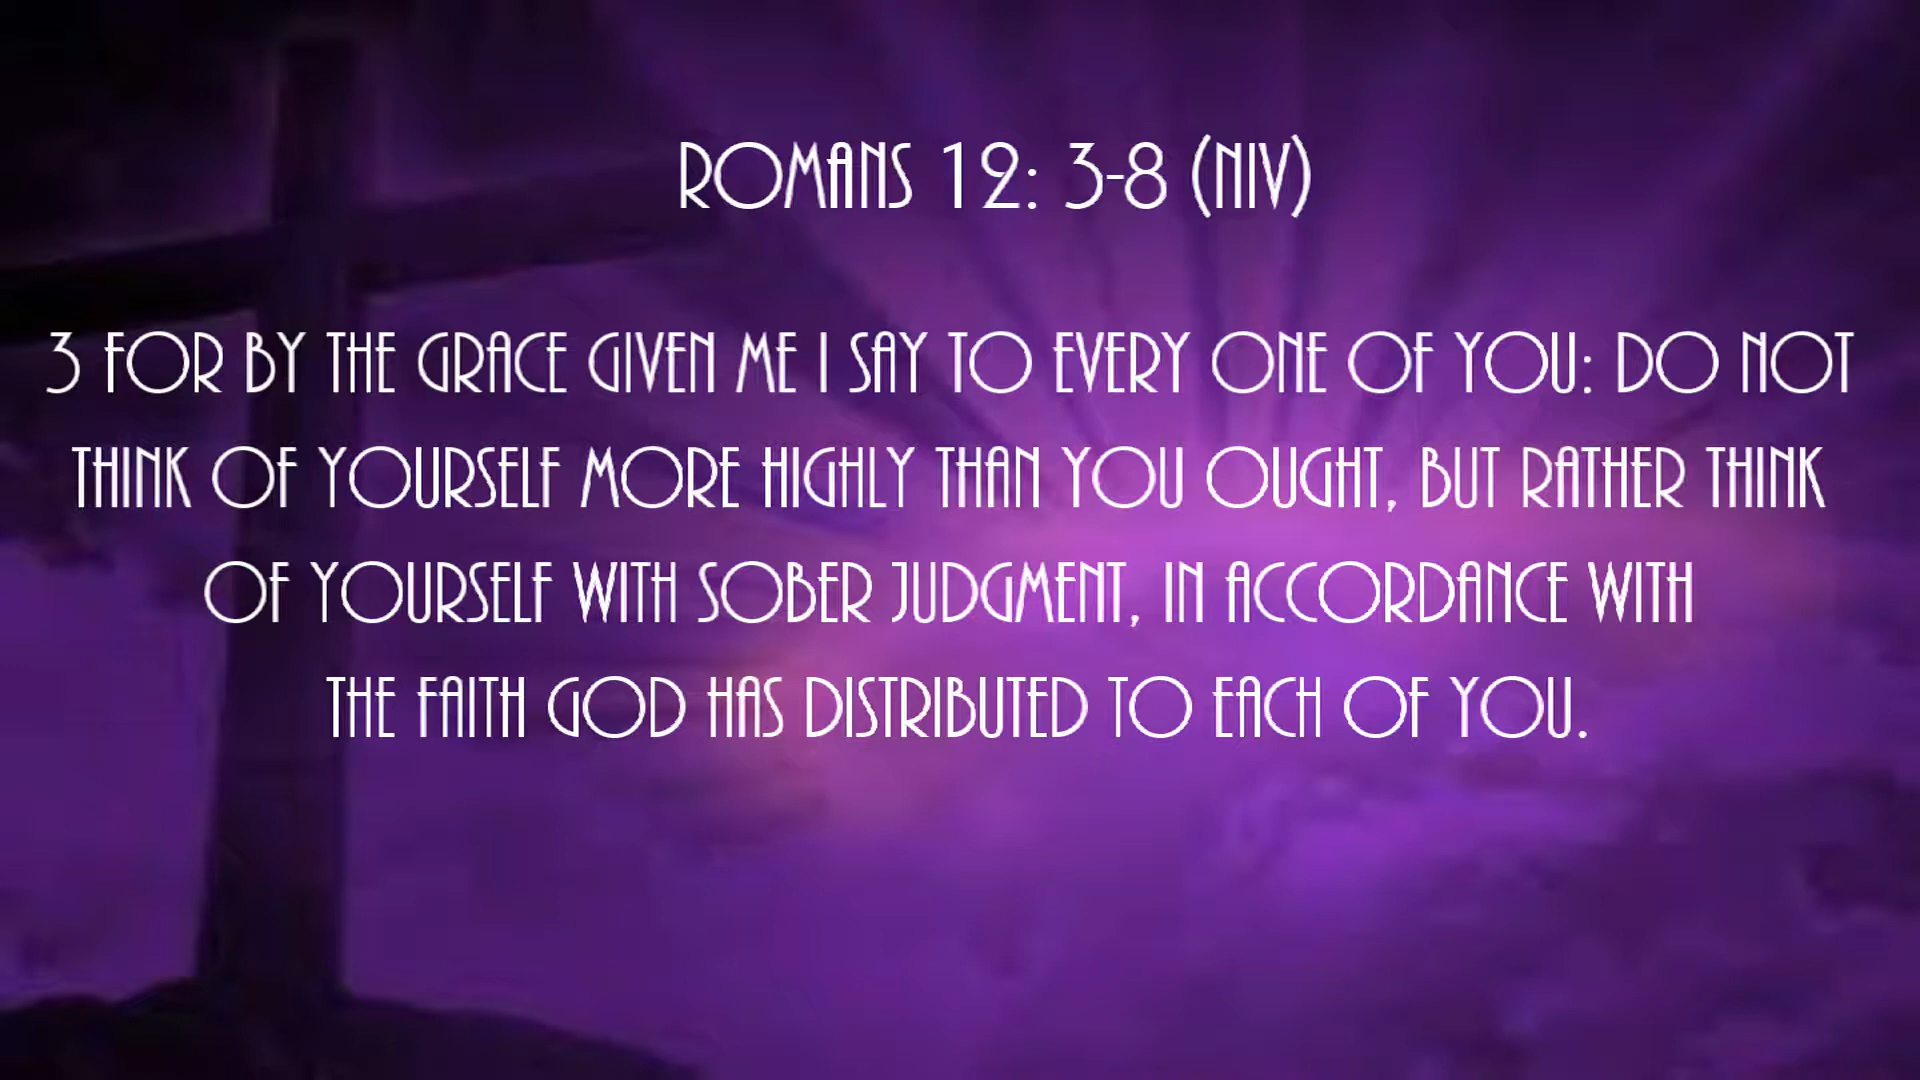 ROMANS 12: 3-8 (NIV)
3 FOR BY THE GRACE GIVEN ME I SAY TO EVERY ONE OF YOU: DO NOT
THINK OF YOURSELF MORE HIGHLY THAN YOU OUGHT, BUT RATHER THINK
OF YOURSELF WITH SOBER JUDGMENT, IN ACCORDANCE WITH
THE FAITH GOD HAS DISTRIBUTED TO EACH OF YOU.